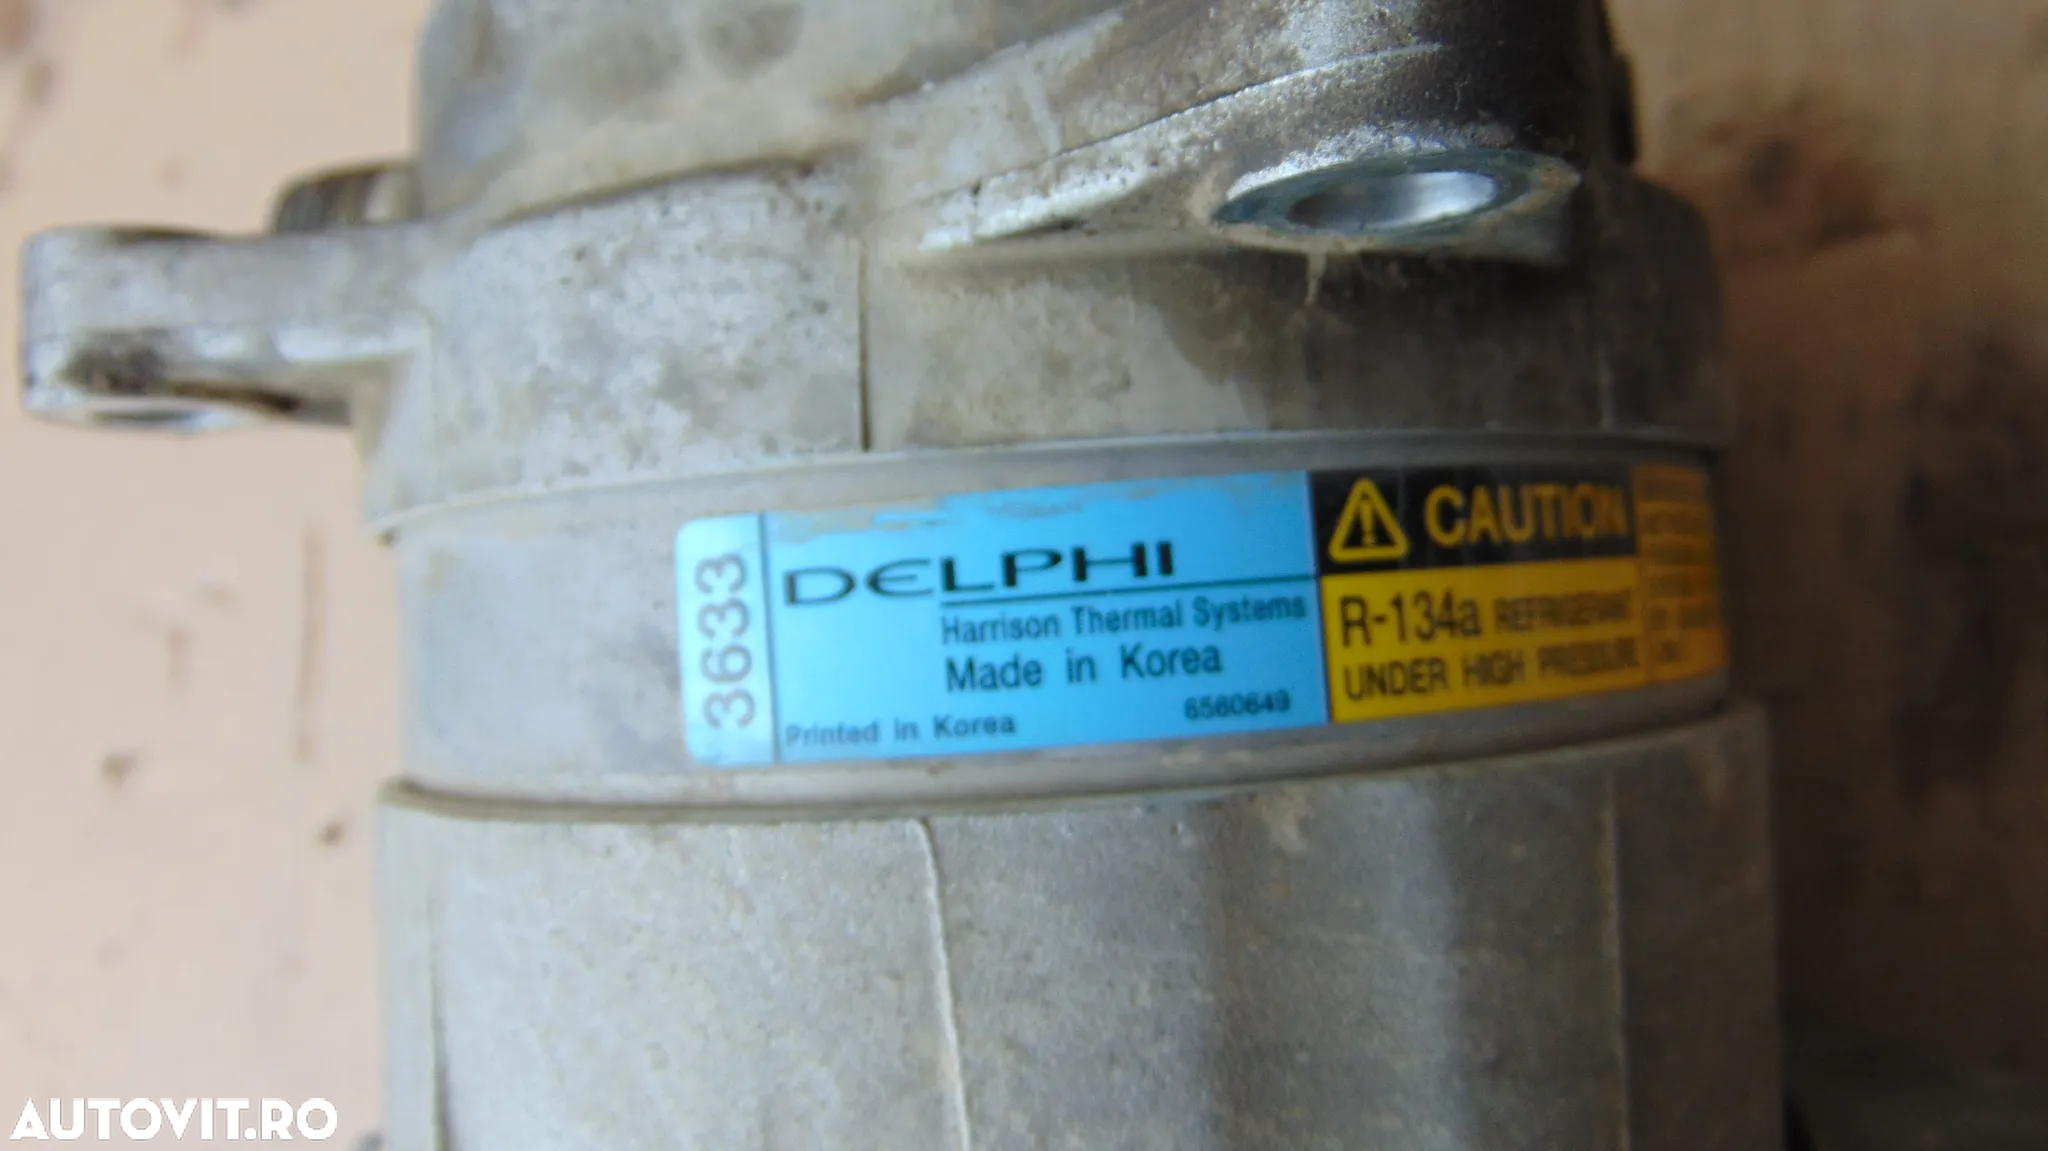 3633
DELPHI
Harrison Thermal Systems
Made in Korea
Printed in Korea 6560649
CAUTION
R-134a REFRIGERANT
UNDER HIGH PRESSURE
AUTOVIT.RO